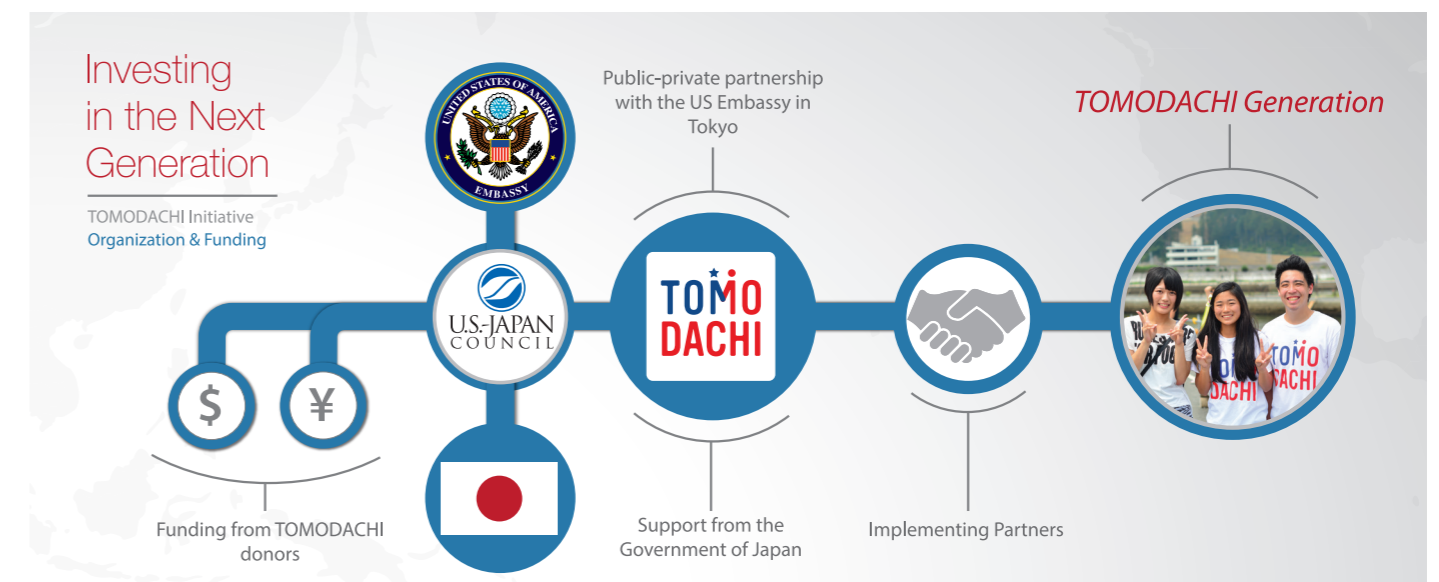 Investing
in the Next
Generation
TOMODACHI Initiative
Organization & Funding
UNITED STATES OF AMERICA
EMBASSY
Public-private partnership
with the US Embassy in
Tokyo
TOMODACHI Generation
U.S.-JAPAN
COUNCIL
TOMO
DACHI
TOMO
DACHI
TOMO
DACHI
$
¥
Funding from TOMODACHI
donors
Support from the
Government of Japan
Implementing Partners